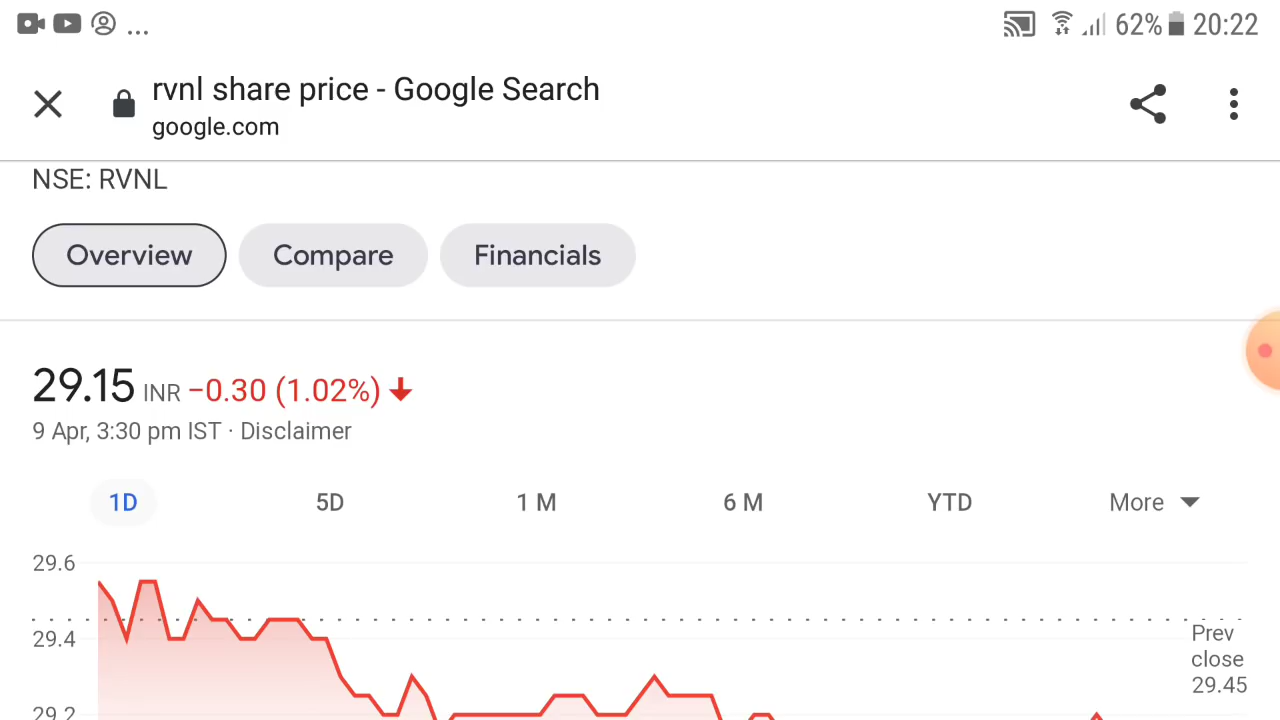 ... 62% 20:22
rvnl share price - Google Search
google.com
NSE: RVNL
Overview Compare Financials
29.15 INR −0.30 (1.02%)
9 Apr, 3:30 pm IST · Disclaimer
1D 5D 1 M 6 M YTD More
29.6
29.4
Prev
close
29.45
29.2